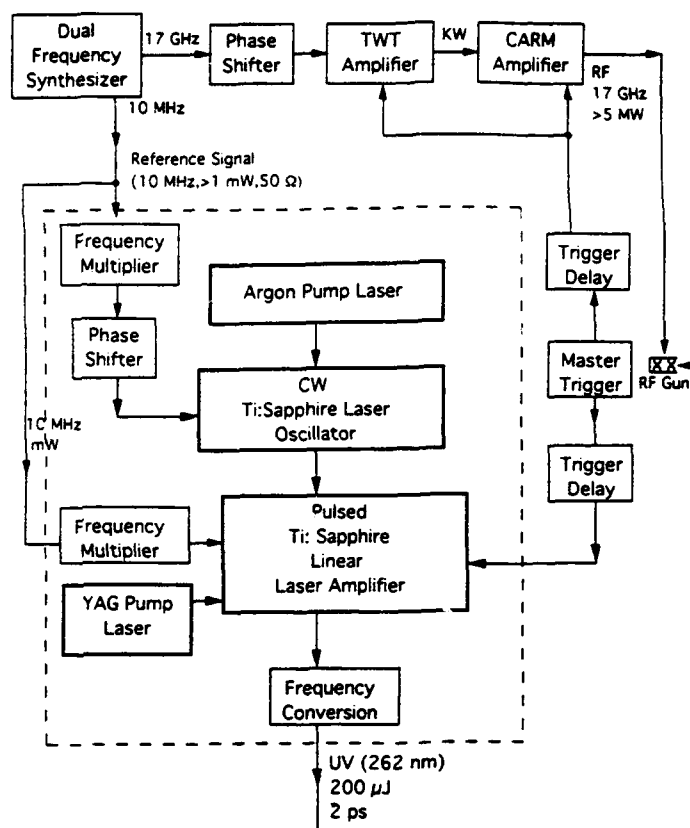 Dual
Frequency
Synthesizer
17 GHz
Phase
Shifter
TWT
Amplifier
KW
CARM
Amplifier
RF
17 GHz
>5 MW
10 MHz
Reference Signal
(10 MHz,>1 mW,50 Ω)
Frequency
Multiplier
Argon Pump Laser
Trigger
Delay
Phase
Shifter
Master
Trigger
RF Gun
CW
Ti:Sapphire Laser
Oscillator
10 MHz
mW
Trigger
Delay
Frequency
Multiplier
Pulsed
Ti: Sapphire
Linear
Laser Amplifier
YAG Pump
Laser
Frequency
Conversion
UV (262 nm)
200 µJ
2 ps